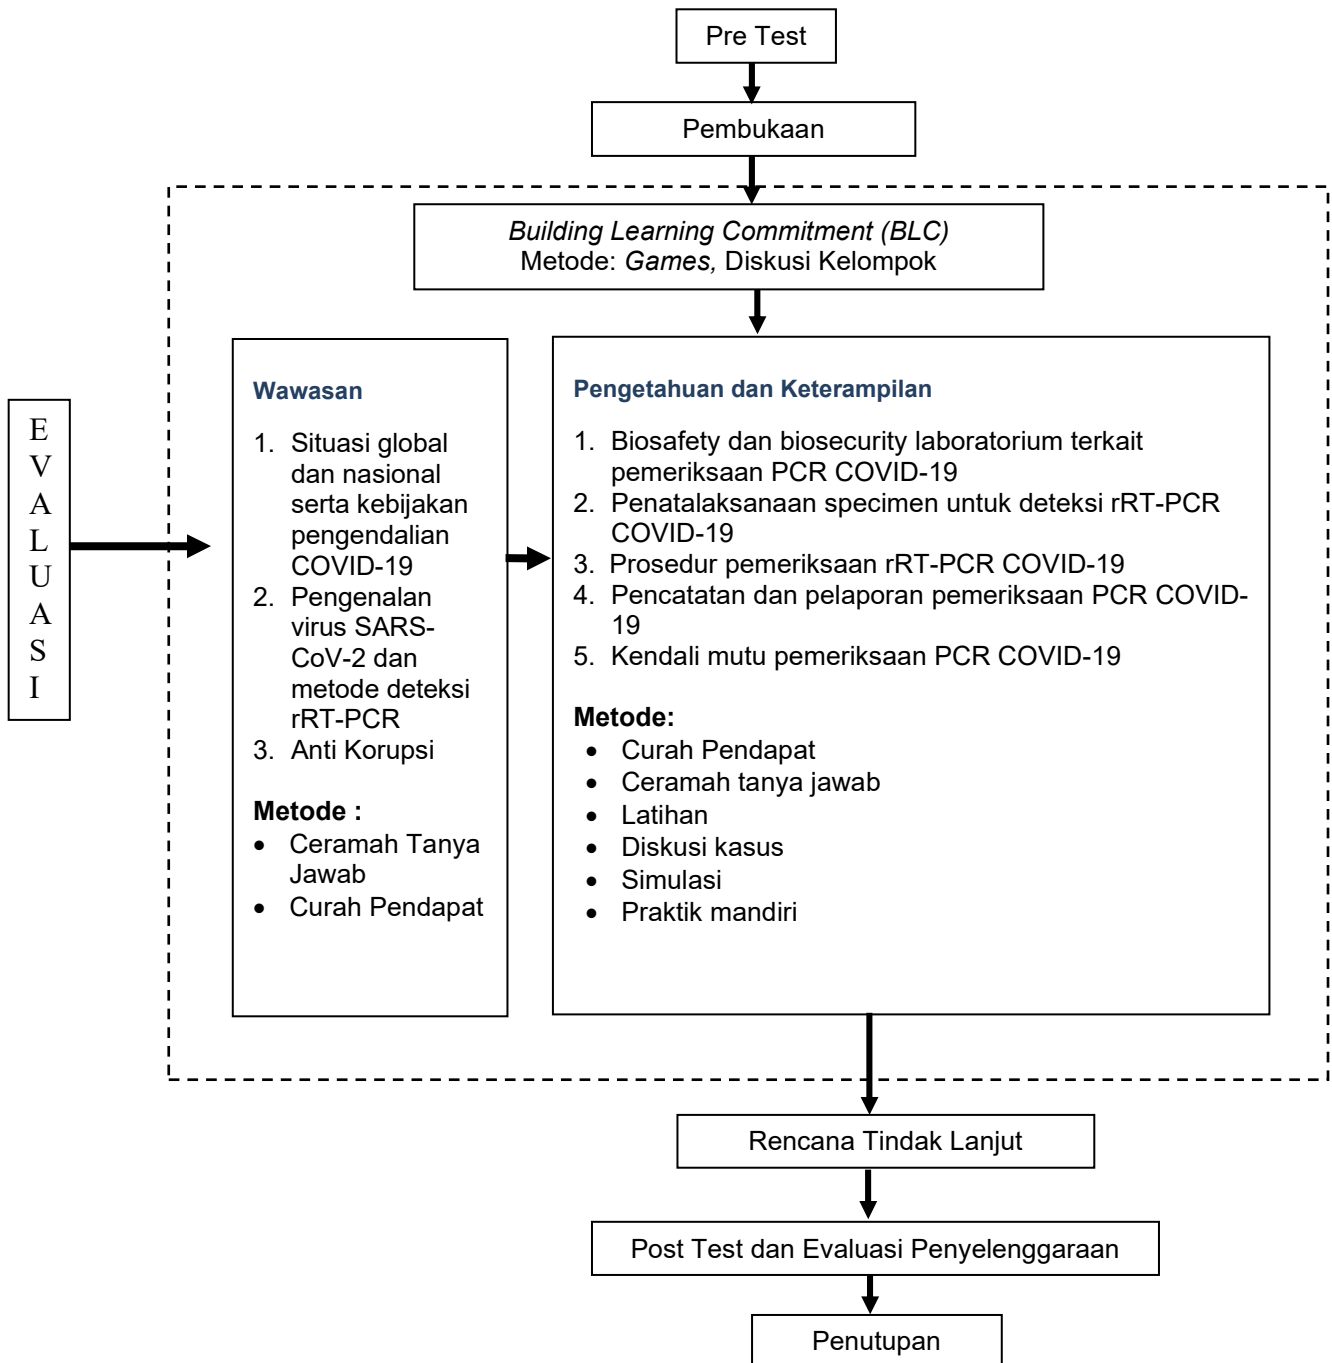 Pre Test
Pembukaan
Building Learning Commitment (BLC)
Metode: Games, Diskusi Kelompok
E
V
A
L
U
A
S
I
Wawasan
1. Situasi global
dan nasional
serta kebijakan
pengendalian
COVID-19
2. Pengenalan
virus SARS-
CoV-2 dan
metode deteksi
rRT-PCR
3. Anti Korupsi
Metode :
• Ceramah Tanya
Jawab
• Curah Pendapat
Pengetahuan dan Keterampilan
1. Biosafety dan biosecurity laboratorium terkait
pemeriksaan PCR COVID-19
2. Penatalaksanaan specimen untuk deteksi rRT-PCR
COVID-19
3. Prosedur pemeriksaan rRT-PCR COVID-19
4. Pencatatan dan pelaporan pemeriksaan PCR COVID-
19
5. Kendali mutu pemeriksaan PCR COVID-19
Metode:
• Curah Pendapat
• Ceramah tanya jawab
• Latihan
• Diskusi kasus
• Simulasi
• Praktik mandiri
Rencana Tindak Lanjut
Post Test dan Evaluasi Penyelenggaraan
Penutupan